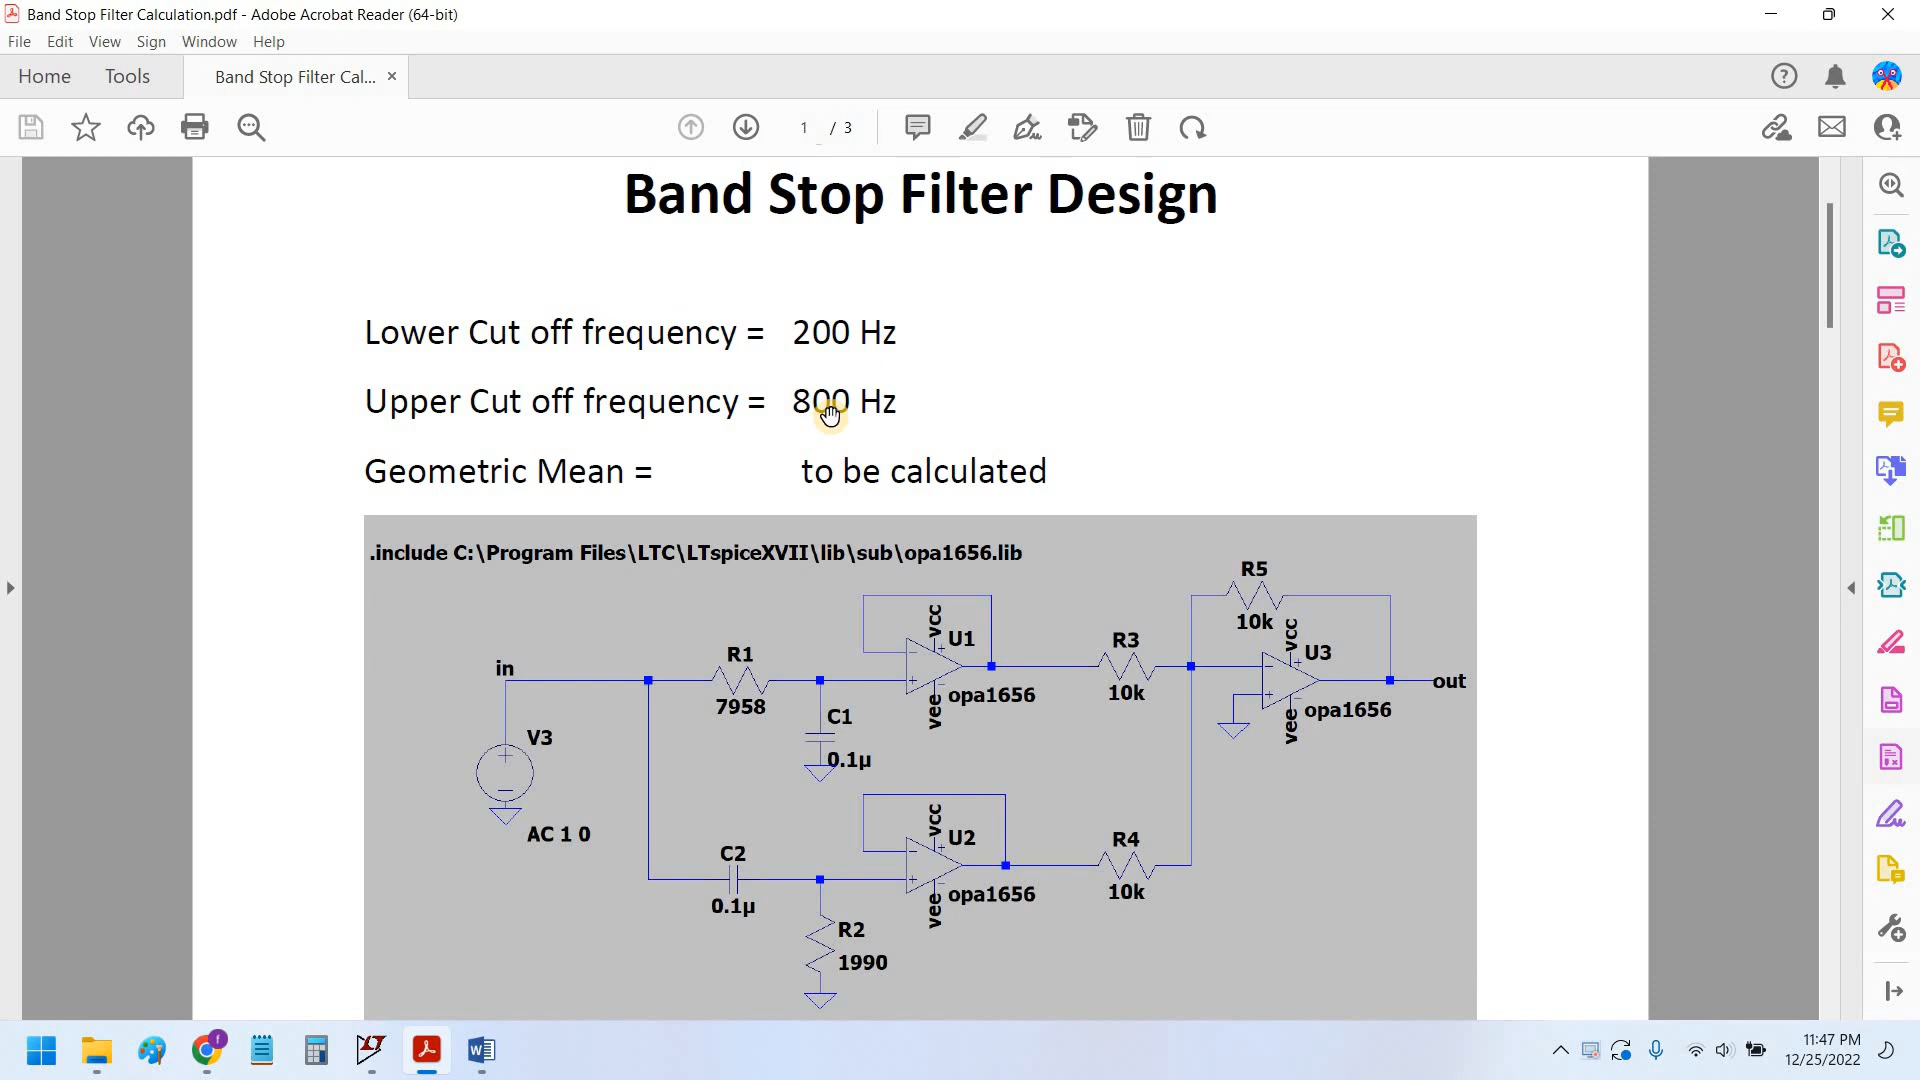 Band Stop Filter Calculation.pdf - Adobe Acrobat Reader (64-bit)
File Edit View Sign Window Help
Home Tools Band Stop Filter Cal... ×
1 / 3
Band Stop Filter Design
Lower Cut off frequency = 200 Hz
Upper Cut off frequency = 800 Hz
Geometric Mean = to be calculated
.include C:\Program Files\LTC\LTspiceXVII\lib\sub\opa1656.lib
R5
10k
vcc
U1
R3
vcc
U3
in
R1
7958
vee
opa1656
10k
out
C1
0.1µ
vee
opa1656
V3
AC 1 0
vcc
U2
R4
C2
0.1µ
vee
opa1656
10k
R2
1990
11:47 PM
12/25/2022